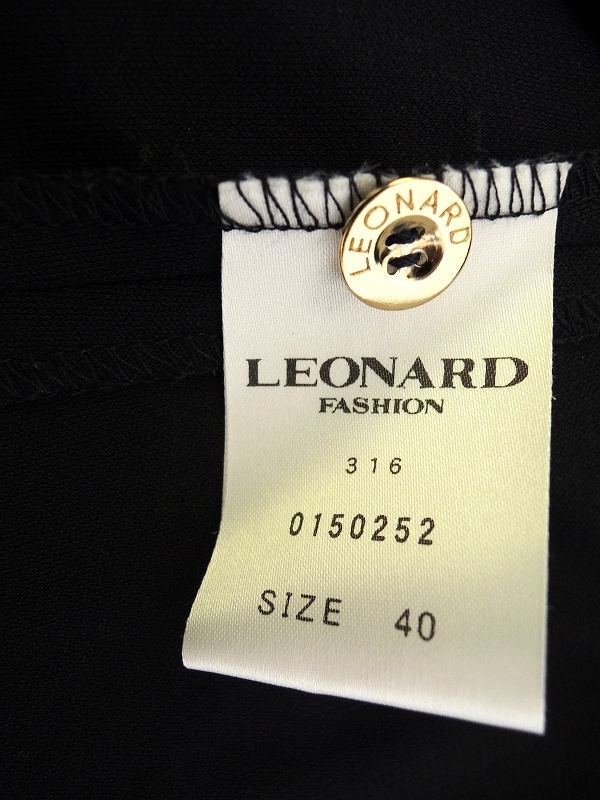 LEONARD
LEONARD
FASHION
316
0150252
SIZE 40